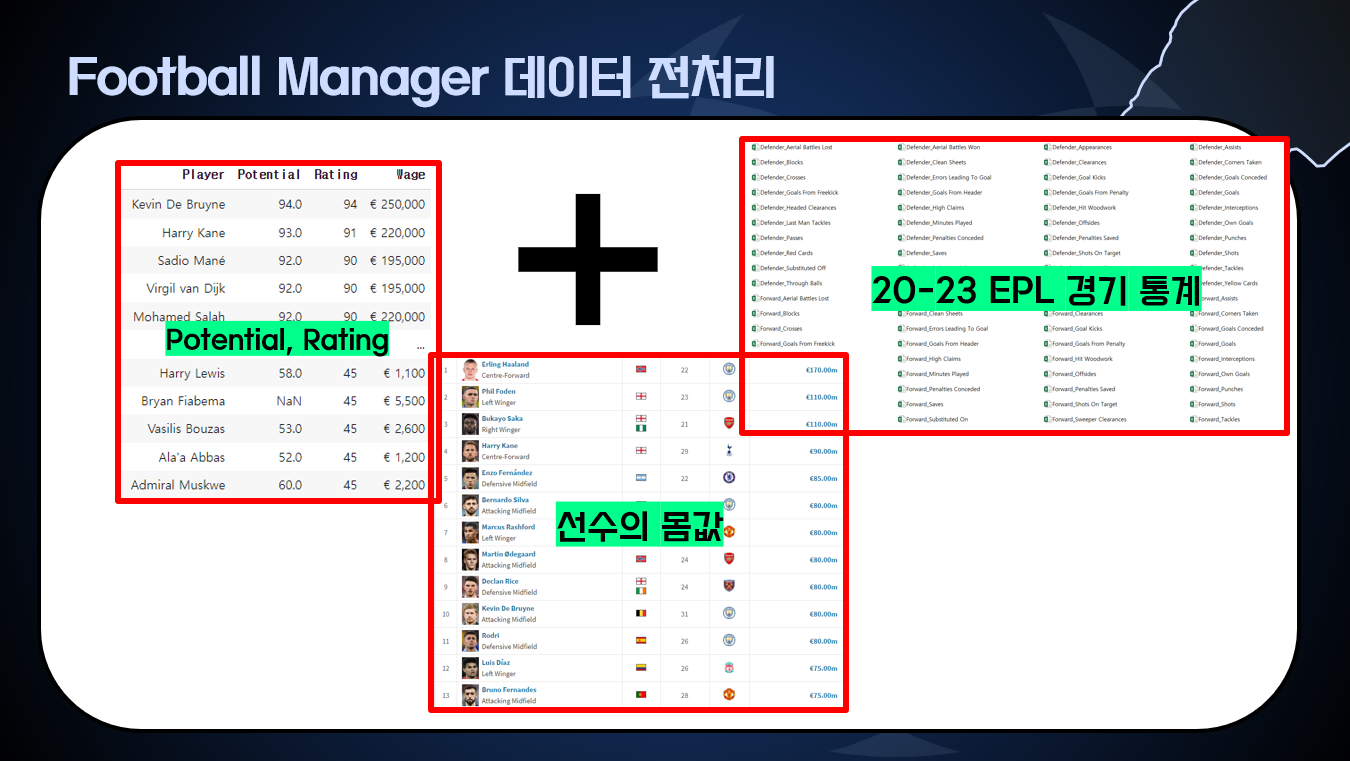 Football Manager 데이터 전처리
Player Potential Rating Wage
Kevin De Bruyne 94.0 94 € 250,000
Harry Kane 93.0 91 € 220,000
Sadio Mané 92.0 90 € 195,000
Virgil van Dijk 92.0 90 € 195,000
Mohamed Salah 92.0 90 € 220,000
Potential, Rating ...
Harry Lewis 58.0 45 € 1,100
Bryan Fiabema NaN 45 € 5,500
Vasilis Bouzas 53.0 45 € 2,600
Ala'a Abbas 52.0 45 € 1,200
Admiral Muskwe 60.0 45 € 2,200
Defender_Aerial Battles Lost Defender_Aerial Battles Won Defender_Appearances Defender_Assists
Defender_Blocks Defender_Clean Sheets Defender_Clearances Defender_Corners Taken
Defender_Crosses Defender_Errors Leading To Goal Defender_Goal Kicks Defender_Goals Conceded
Defender_Goals From Freekick Defender_Goals From Header Defender_Goals From Penalty Defender_Goals
Defender_Headed Clearances Defender_High Claims Defender_Hit Woodwork Defender_Interceptions
Defender_Last Man Tackles Defender_Minutes Played Defender_Offsides Defender_Own Goals
Defender_Passes Defender_Penalties Conceded Defender_Penalties Saved Defender_Punches
Defender_Red Cards Defender_Saves Defender_Shots On Target Defender_Shots
Defender_Substituted Off Defender_Tackles
Defender_Through Balls Defender_Yellow Cards
20-23 EPL 경기 통계
Forward_Aerial Battles Lost Forward_Assists
Forward_Blocks Forward_Clean Sheets Forward_Clearances Forward_Corners Taken
Forward_Crosses Forward_Errors Leading To Goal Forward_Goal Kicks Forward_Goals Conceded
Forward_Goals From Freekick Forward_Goals From Header Forward_Goals From Penalty Forward_Goals
Forward_High Claims Forward_Hit Woodwork Forward_Interceptions
Forward_Minutes Played Forward_Offsides Forward_Own Goals
Forward_Penalties Conceded Forward_Penalties Saved Forward_Punches
Forward_Saves Forward_Shots On Target Forward_Shots
Forward_Substituted On Forward_Sweeper Clearances Forward_Tackles
1 Erling Haaland 22 €170.00m
Centre-Forward
2 Phil Foden 23 €110.00m
Left Winger
3 Bukayo Saka 21 €110.00m
Right Winger
4 Harry Kane 29 €90.00m
Centre-Forward
5 Enzo Fernández 22 €85.00m
Defensive Midfield
6 Bernardo Silva €80.00m
Attacking Midfield
선수의 몸값
7 Marcus Rashford €80.00m
Left Winger
8 Martin Ødegaard 24 €80.00m
Attacking Midfield
9 Declan Rice 24 €80.00m
Defensive Midfield
10 Kevin De Bruyne 31 €80.00m
Attacking Midfield
11 Rodri 26 €80.00m
Defensive Midfield
12 Luis Díaz 26 €75.00m
Left Winger
13 Bruno Fernandes 28 €75.00m
Attacking Midfield